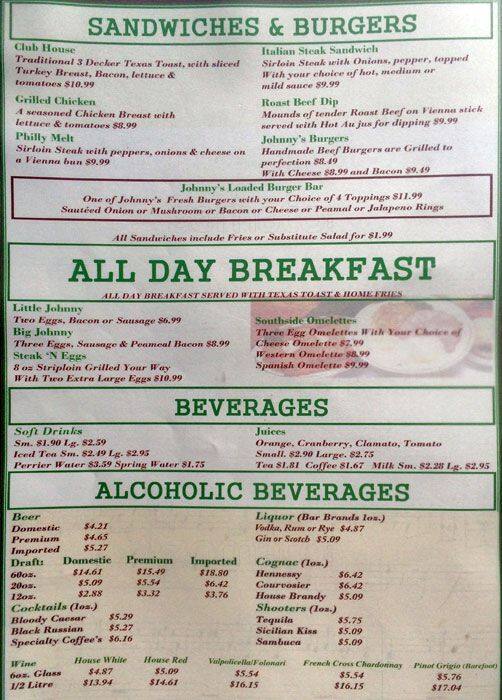 SANDWICHES & BURGERS
Club House
Traditional 3 Decker Texas Toast, with sliced
Turkey Breast, Bacon, lettuce &
tomatoes $10.99
Grilled Chicken
A seasoned Chicken Breast with
lettuce & tomatoes $8.99
Philly Melt
Sirloin Steak with peppers, onions & cheese on
a Vienna bun $9.99
Italian Steak Sandwich
Sirloin Steak with Onions, pepper, topped
With your choice of hot, medium or
mild sauce $9.99
Roast Beef Dip
Mounds of tender Roast Beef on Vienna stick
served with Hot Au jus for dipping $9.99
Johnny's Burgers
Handmade Beef Burgers are Grilled to
perfection $8.49
With Cheese $8.99 and Bacon $9.49
Johnny's Loaded Burger Bar
One of Johnny's Fresh Burgers with your Choice of 4 Toppings $11.99
Sautéed Onion or Mushroom or Bacon or Cheese or Peamal or Jalapeno Rings
All Sandwiches include Fries or Substitute Salad for $1.99
ALL DAY BREAKFAST
ALL DAY BREAKFAST SERVED WITH TEXAS TOAST & HOME FRIES
Little Johnny
Two Eggs, Bacon or Sausage $6.99
Big Johnny
Three Eggs, Sausage & Peameal Bacon $8.99
Steak 'N Eggs
8 oz Striploin Grilled Your Way
With Two Extra Large Eggs $10.99
Southside Omelettes
Three Egg Omelettes With Your Choice of
Cheese Omelette $7.99
Western Omelette $8.99
Spanish Omelette $9.99
BEVERAGES
Soft Drinks
Sm. $1.90 Lg. $2.59
Iced Tea Sm. $2.49 Lg. $2.95
Perrier Water $3.59 Spring Water $1.75
Juices
Orange, Cranberry, Clamato, Tomato
Small. $2.90 Large. $2.75
Tea $1.81 Coffee $1.67 Milk Sm. $2.28 Lg. $2.95
ALCOHOLIC BEVERAGES
Beer
Domestic $4.21
Premium $4.65
Imported $5.27
Draft: Domestic Premium Imported
60oz. $14.61 $15.49 $18.80
20oz. $5.09 $5.54 $6.42
12oz. $2.88 $3.32 $3.76
Cocktails (1oz.)
Bloody Caesar $5.29
Black Russian $5.27
Specialty Coffee's $6.16
Liquor (Bar Brands 1oz.)
Vodka, Rum or Rye $4.87
Gin or Scotch $5.09
Cognac (1oz.)
Hennessy $6.42
Courvosier $6.42
House Brandy $5.09
Shooters (1oz.)
Tequila $5.75
Sicilian Kiss $5.09
Sambuca $5.09
Wine House White House Red Valpolicella/Folonari French Cross Chardonnay Pinot Grigio (Barefoot)
6oz. Glass $4.87 $5.09 $5.54 $5.54 $5.76
1/2 Litre $13.94 $14.61 $16.15 $16.15 $17.04